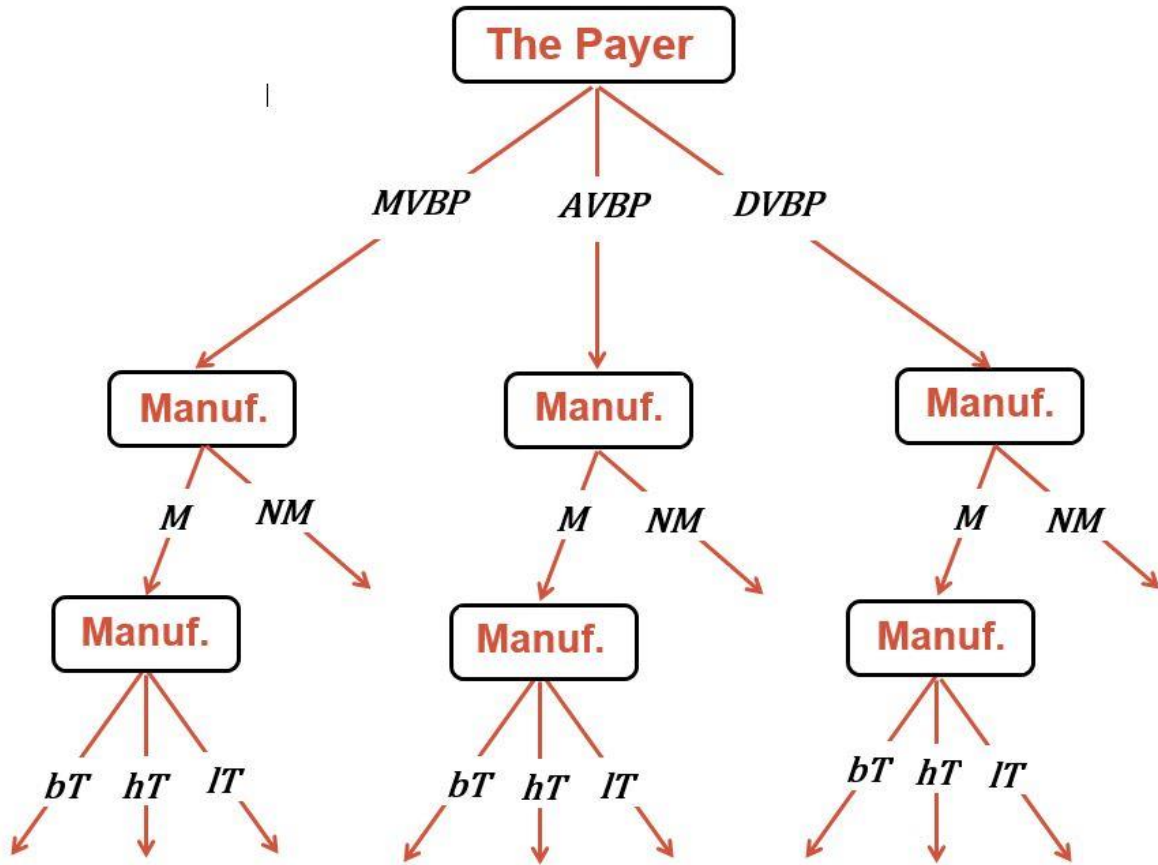 The Payer
MVBP AVBP DVBP
Manuf. Manuf. Manuf.
M NM M NM M NM
Manuf. Manuf. Manuf.
bT hT lT bT hT lT bT hT lT